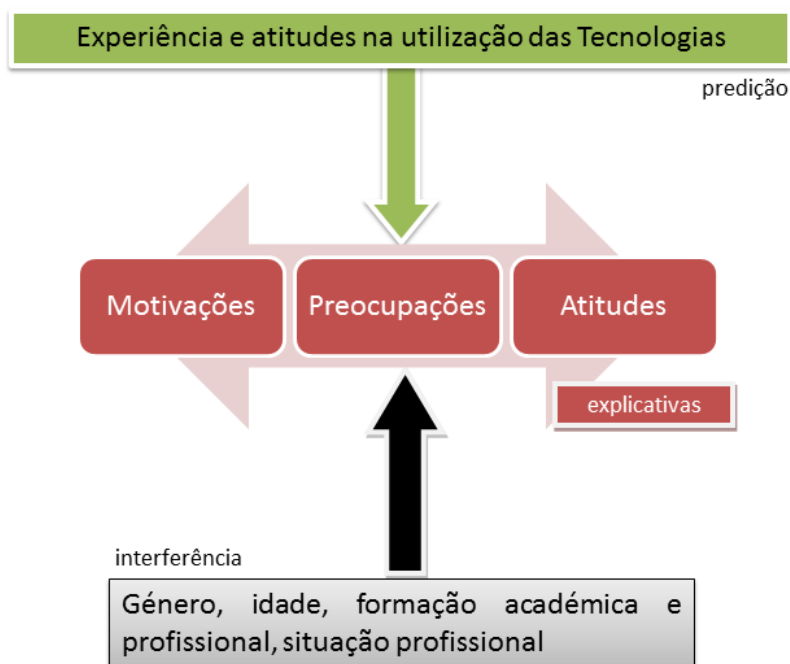 Experiência e atitudes na utilização das Tecnologias
predição
Motivações
Preocupações
Atitudes
explicativas
interferência
Género, idade, formação académica e
profissional, situação profissional